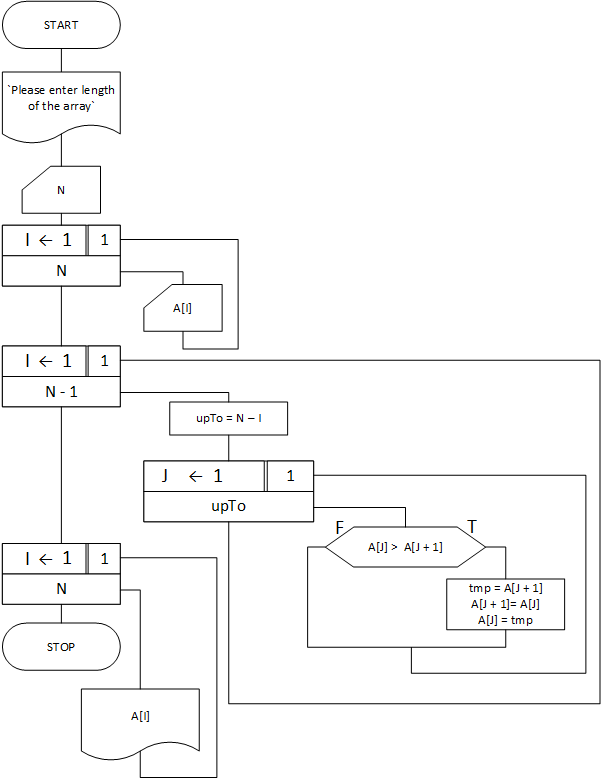 START
`Please enter length
of the array`
N
I ← 1 1
N
A[I]
I ← 1 1
N - 1
upTo = N – I
J ← 1 1
upTo
F T
A[J] > A[J + 1]
tmp = A[J + 1]
A[J + 1]= A[J]
A[J] = tmp
I ← 1 1
N
STOP
A[I]